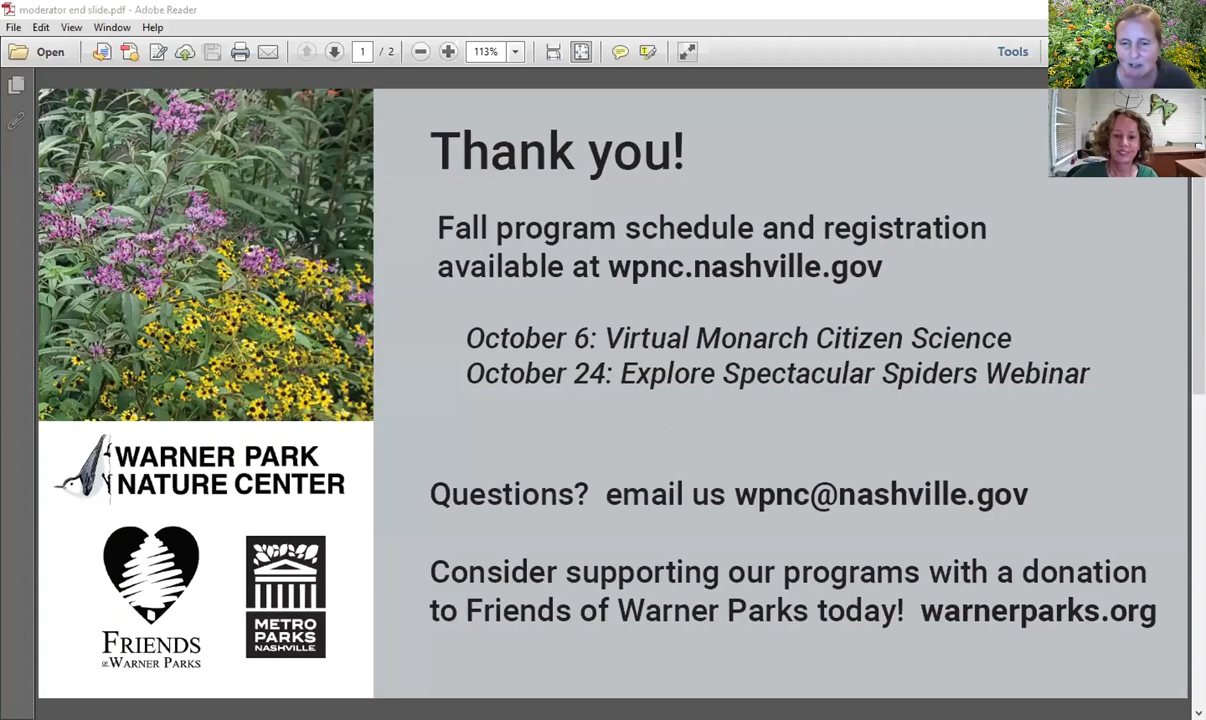 moderator end slide.pdf - Adobe Reader
File Edit View Window Help
Open 1 / 2 113% Tools
Thank you!
Fall program schedule and registration
available at wpnc.nashville.gov
October 6: Virtual Monarch Citizen Science
October 24: Explore Spectacular Spiders Webinar
WARNER PARK
NATURE CENTER
Questions? email us wpnc@nashville.gov
FRIENDS
OF WARNER PARKS
METRO
PARKS
NASHVILLE
Consider supporting our programs with a donation
to Friends of Warner Parks today! warnerparks.org